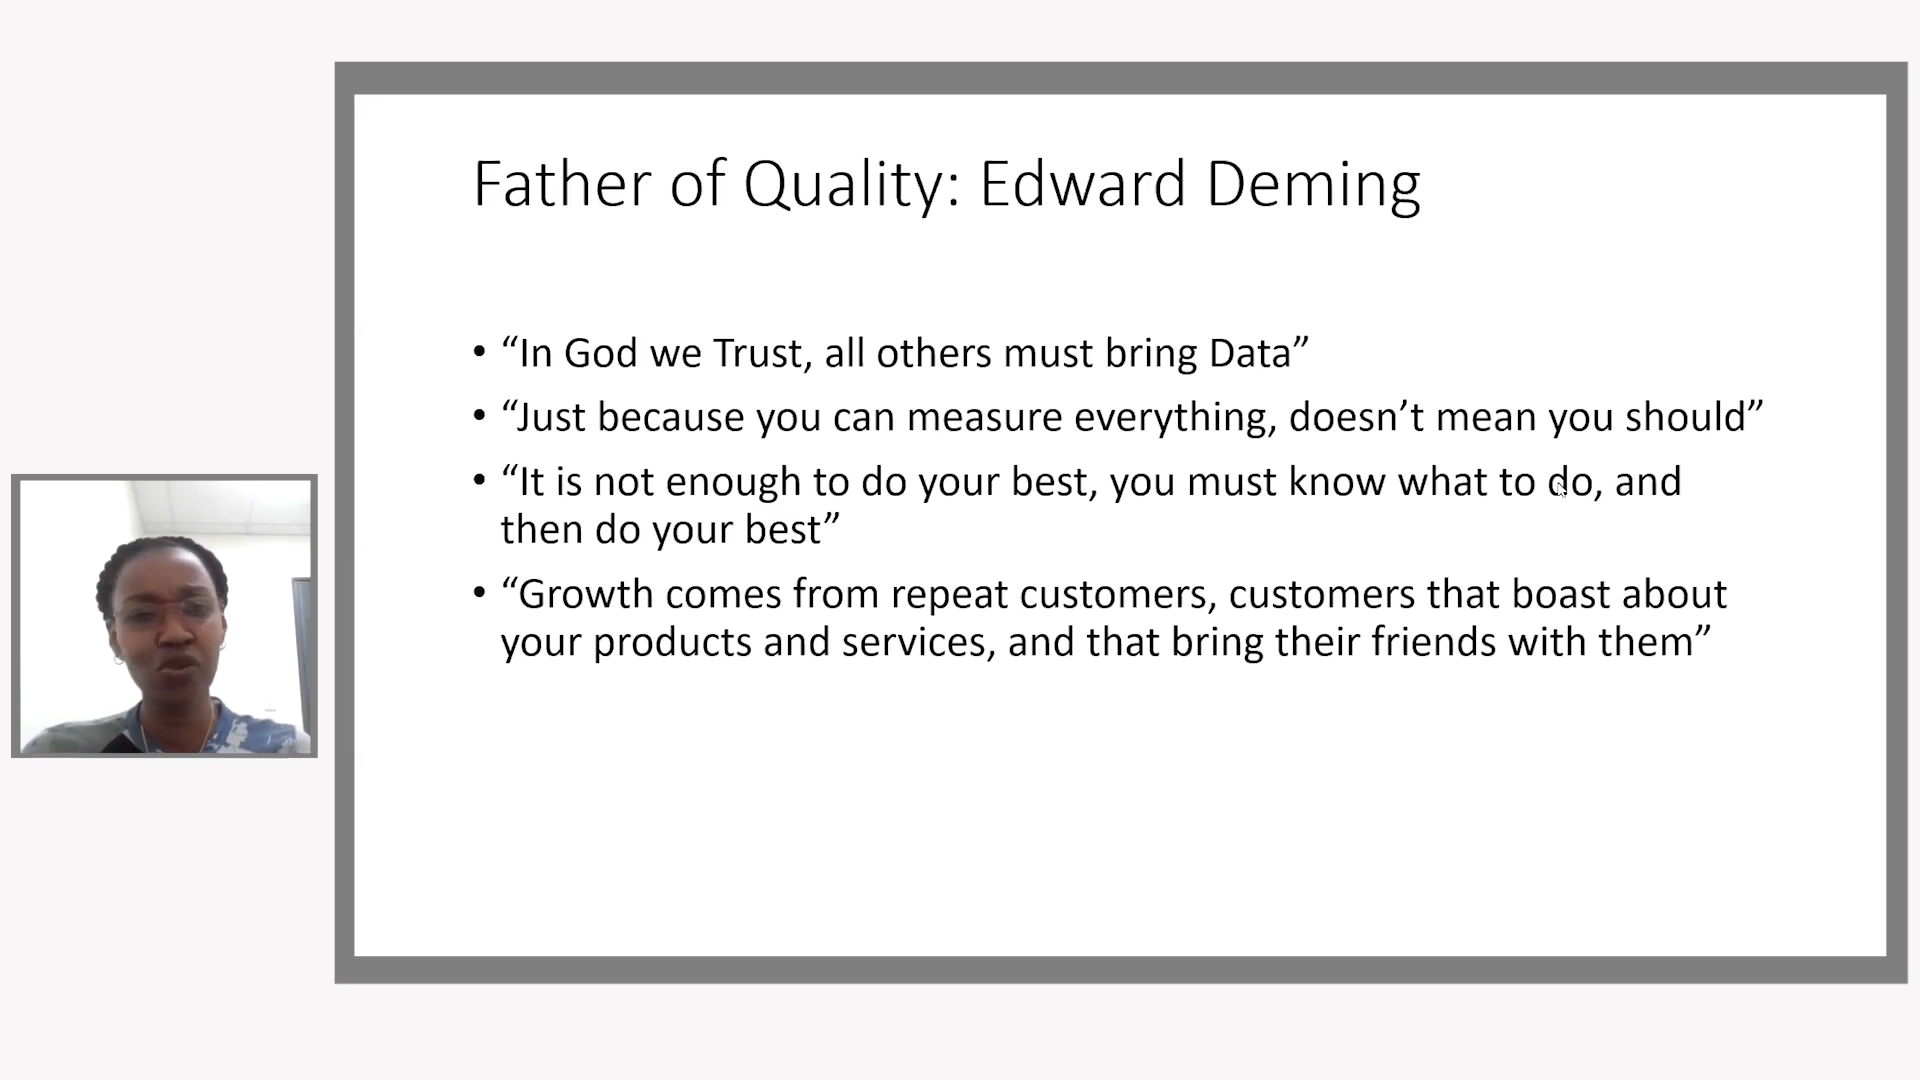 Father of Quality: Edward Deming
• “In God we Trust, all others must bring Data”
• “Just because you can measure everything, doesn’t mean you should”
• “It is not enough to do your best, you must know what to do, and
then do your best”
• “Growth comes from repeat customers, customers that boast about
your products and services, and that bring their friends with them”